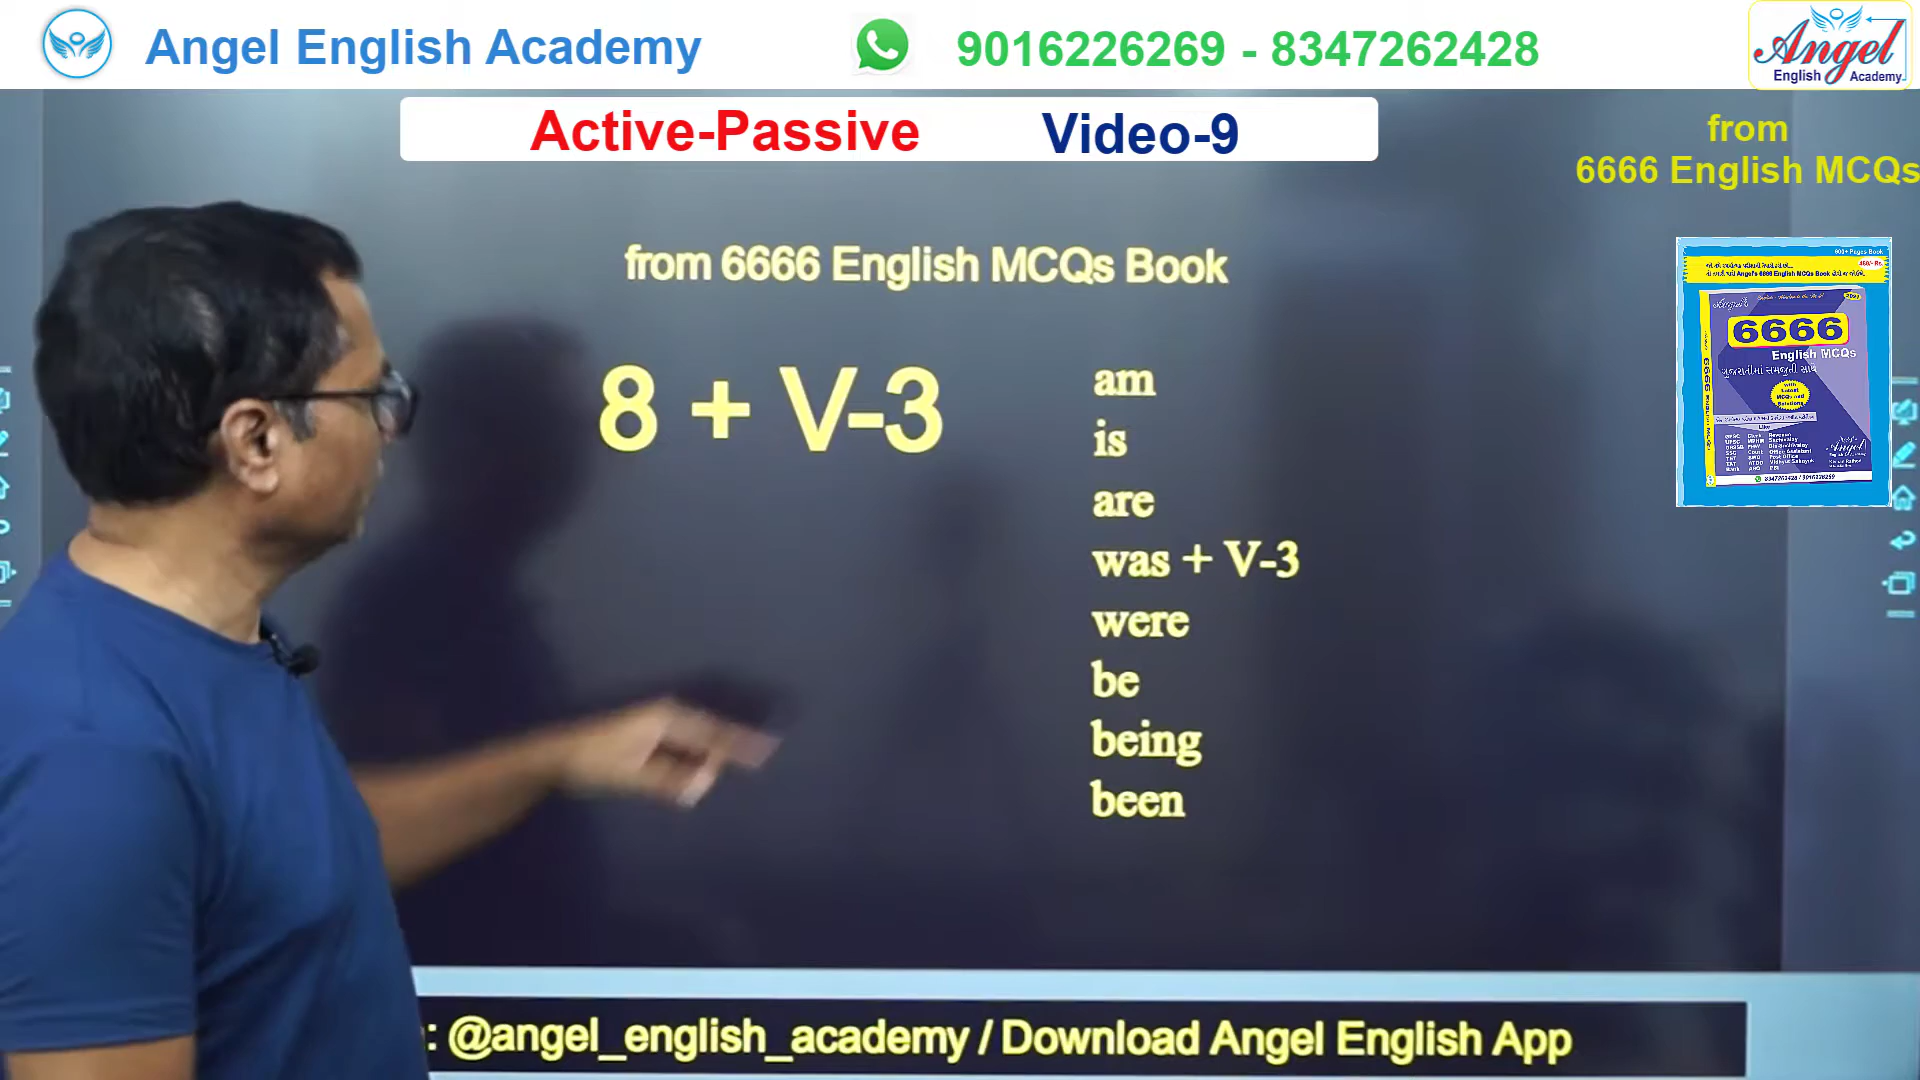 Angel English Academy
9016226269 - 8347262428
Angel
English Academy
Active-Passive Video-9
from
6666 English MCQs
from 6666 English MCQs Book
8 + V-3
am
is
are
was + V-3
were
be
being
been
6666
English MCQs
ગુજરાતીમાં સમજુતી સાથે
: @angel_english_academy / Download Angel English App